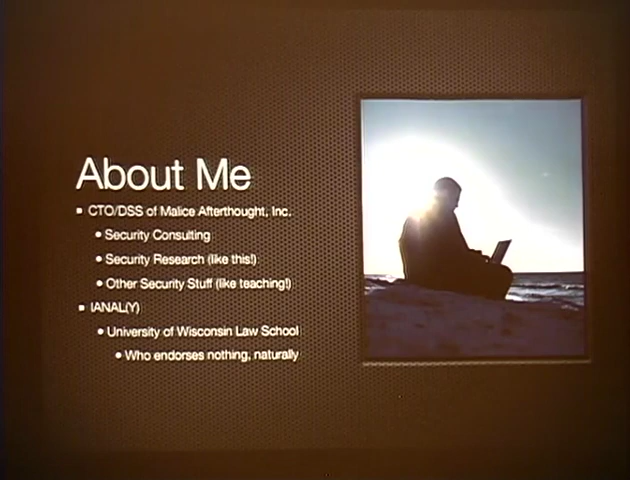 About Me
▪ CTO/DSS of Malice Afterthought, Inc.
• Security Consulting
• Security Research (like this!)
• Other Security Stuff (like teaching!)
▪ IANAL(Y)
• University of Wisconsin Law School
• Who endorses nothing, naturally